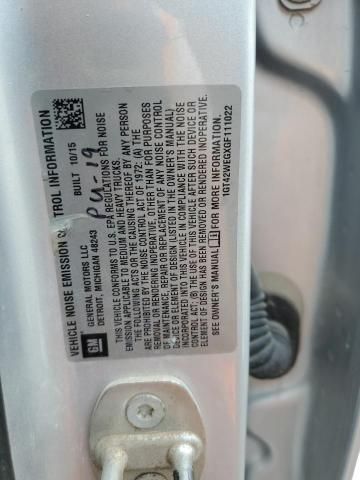 VEHICLE NOISE EMISSION CONTROL INFORMATION
GM
GENERAL MOTORS LLC
DETROIT, MICHIGAN 48243
BUILT 10/15
PU-19
THIS VEHICLE CONFORMS TO U.S. EPA REGULATIONS FOR NOISE
EMISSION APPLICABLE TO MEDIUM AND HEAVY TRUCKS.
THE FOLLOWING ACTS OR THE CAUSING THEREOF BY ANY PERSON
ARE PROHIBITED BY THE NOISE CONTROL ACT OF 1972: (A) THE
REMOVAL OR RENDERING INOPERATIVE, OTHER THAN FOR PURPOSES
OF MAINTENANCE, REPAIR, OR REPLACEMENT, OF ANY NOISE CONTROL
DEVICE OR ELEMENT OF DESIGN (LISTED IN THE OWNER'S MANUAL)
INCORPORATED INTO THIS VEHICLE IN COMPLIANCE WITH THE NOISE
CONTROL ACT; (B) THE USE OF THIS VEHICLE AFTER SUCH DEVICE OR
ELEMENT OF DESIGN HAS BEEN REMOVED OR RENDERED INOPERATIVE.
SEE OWNER'S MANUAL
1GT42WEGXGF111022